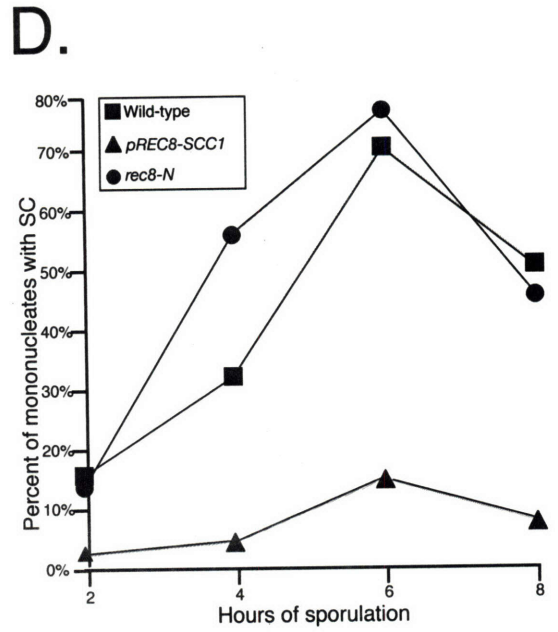 D.
Wild-type
pREC8-SCC1
rec8-N
80%
70%
60%
50%
40%
30%
20%
10%
0%
Percent of mononucleates with SC
2 4 6 8
Hours of sporulation